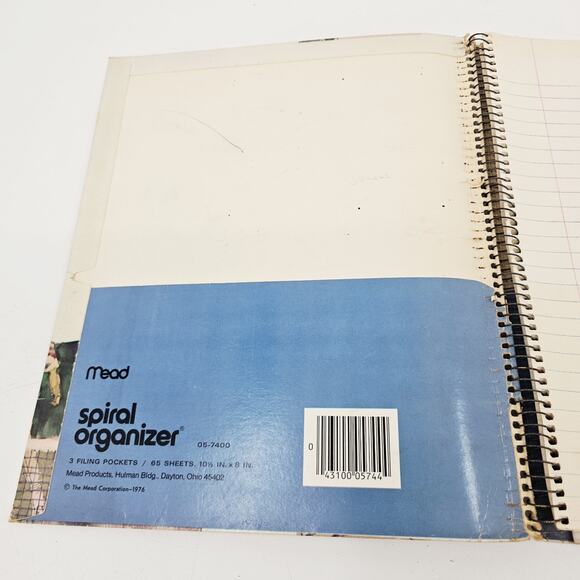 mead
spiral
organizer® 05-7400
3 FILING POCKETS / 65 SHEETS, 10½ IN. x 8 IN.
Mead Products, Hulman Bldg., Dayton, Ohio 45402
© The Mead Corporation—1976
0 43100 05744